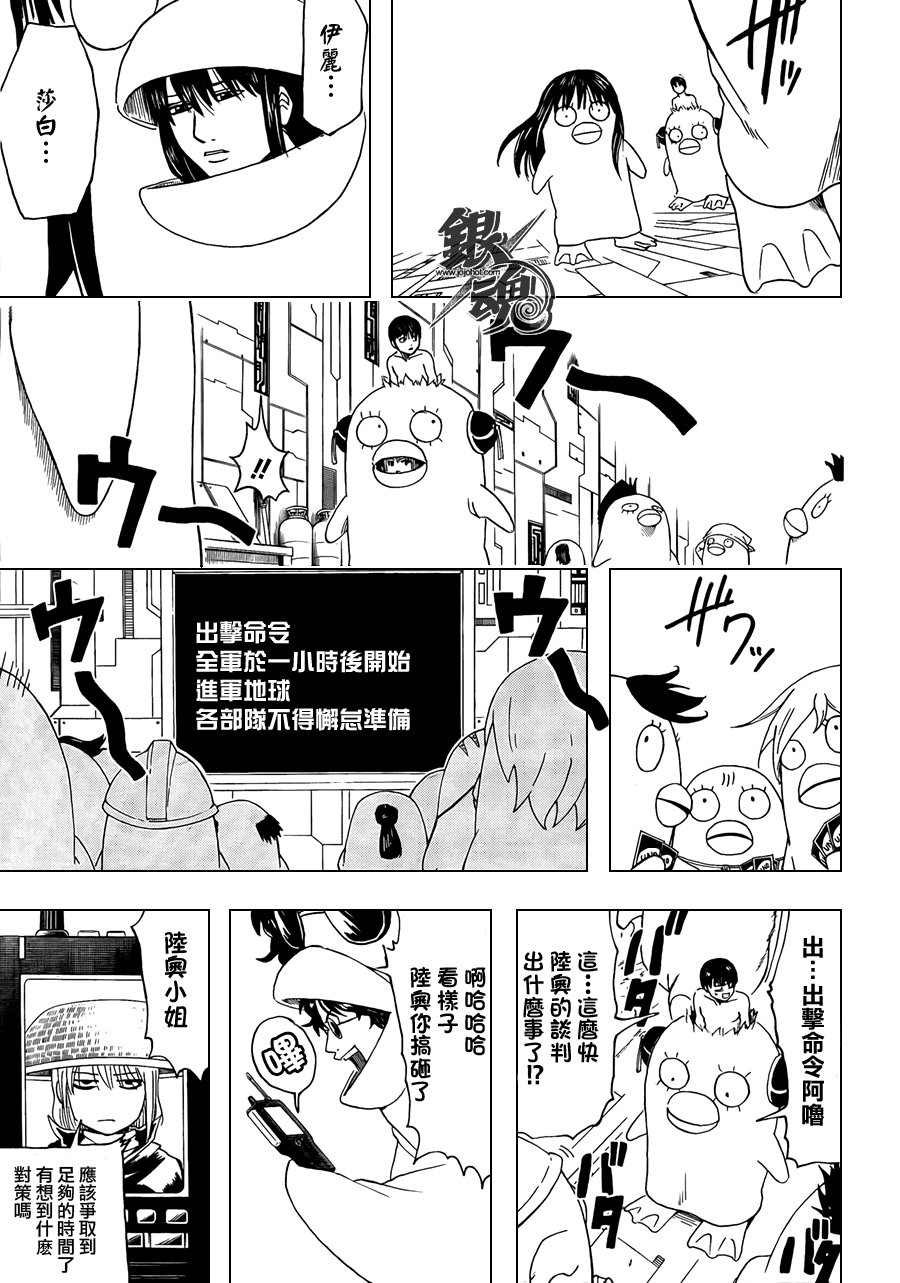 ザッ
伊麗…
莎白…
銀魂
www.jojohot.com
ウ〜
!!
ウ〜
ザワッ
ウ〜
ウ〜
出擊命令
全軍於一小時後開始
進軍地球
各部隊不得懈怠準備
出…出擊命令阿嚕
這…這麼快
陸奧的談判
出什麼事了!?
啊哈哈哈
看樣子
陸奧你搞砸了
嗶
陸奧小姐
應該爭取到
足夠的時間了
有想到什麼
對策嗎